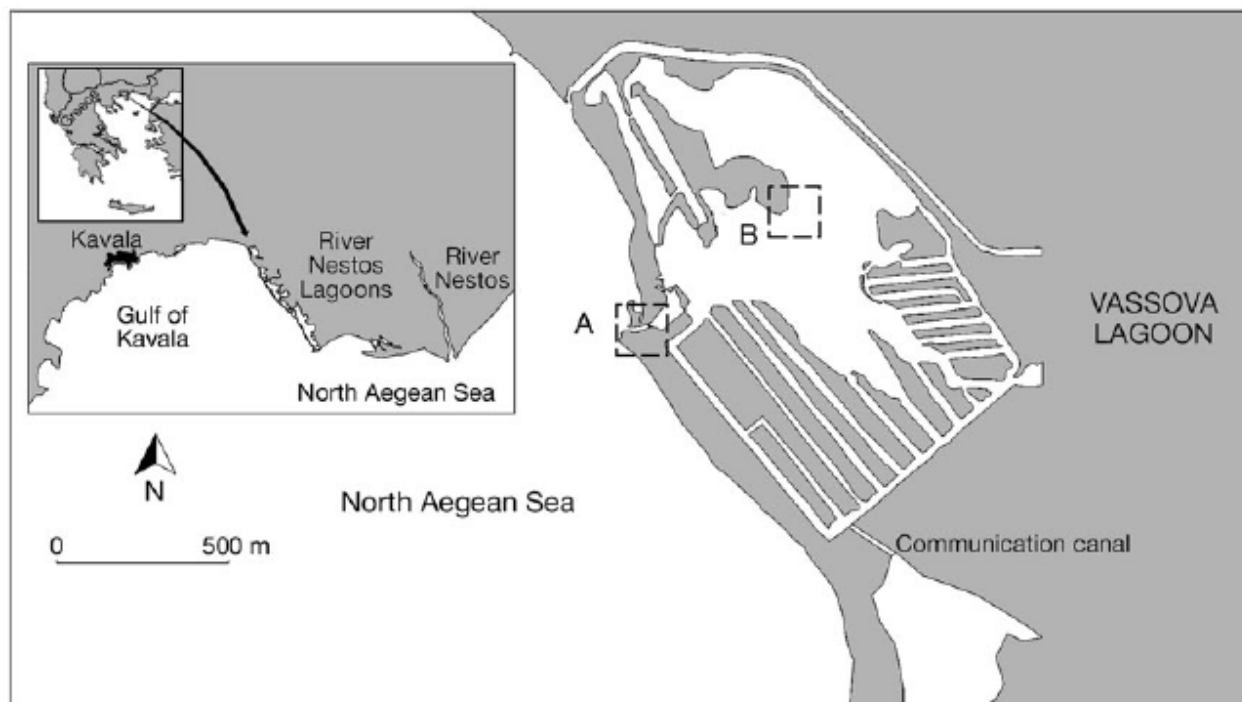 Kavala
Gulf of
Kavala
River
Nestos
Lagoons
River
Nestos
North Aegean Sea
N
0 500 m
North Aegean Sea
A
B
VASSOVA
LAGOON
Communication canal